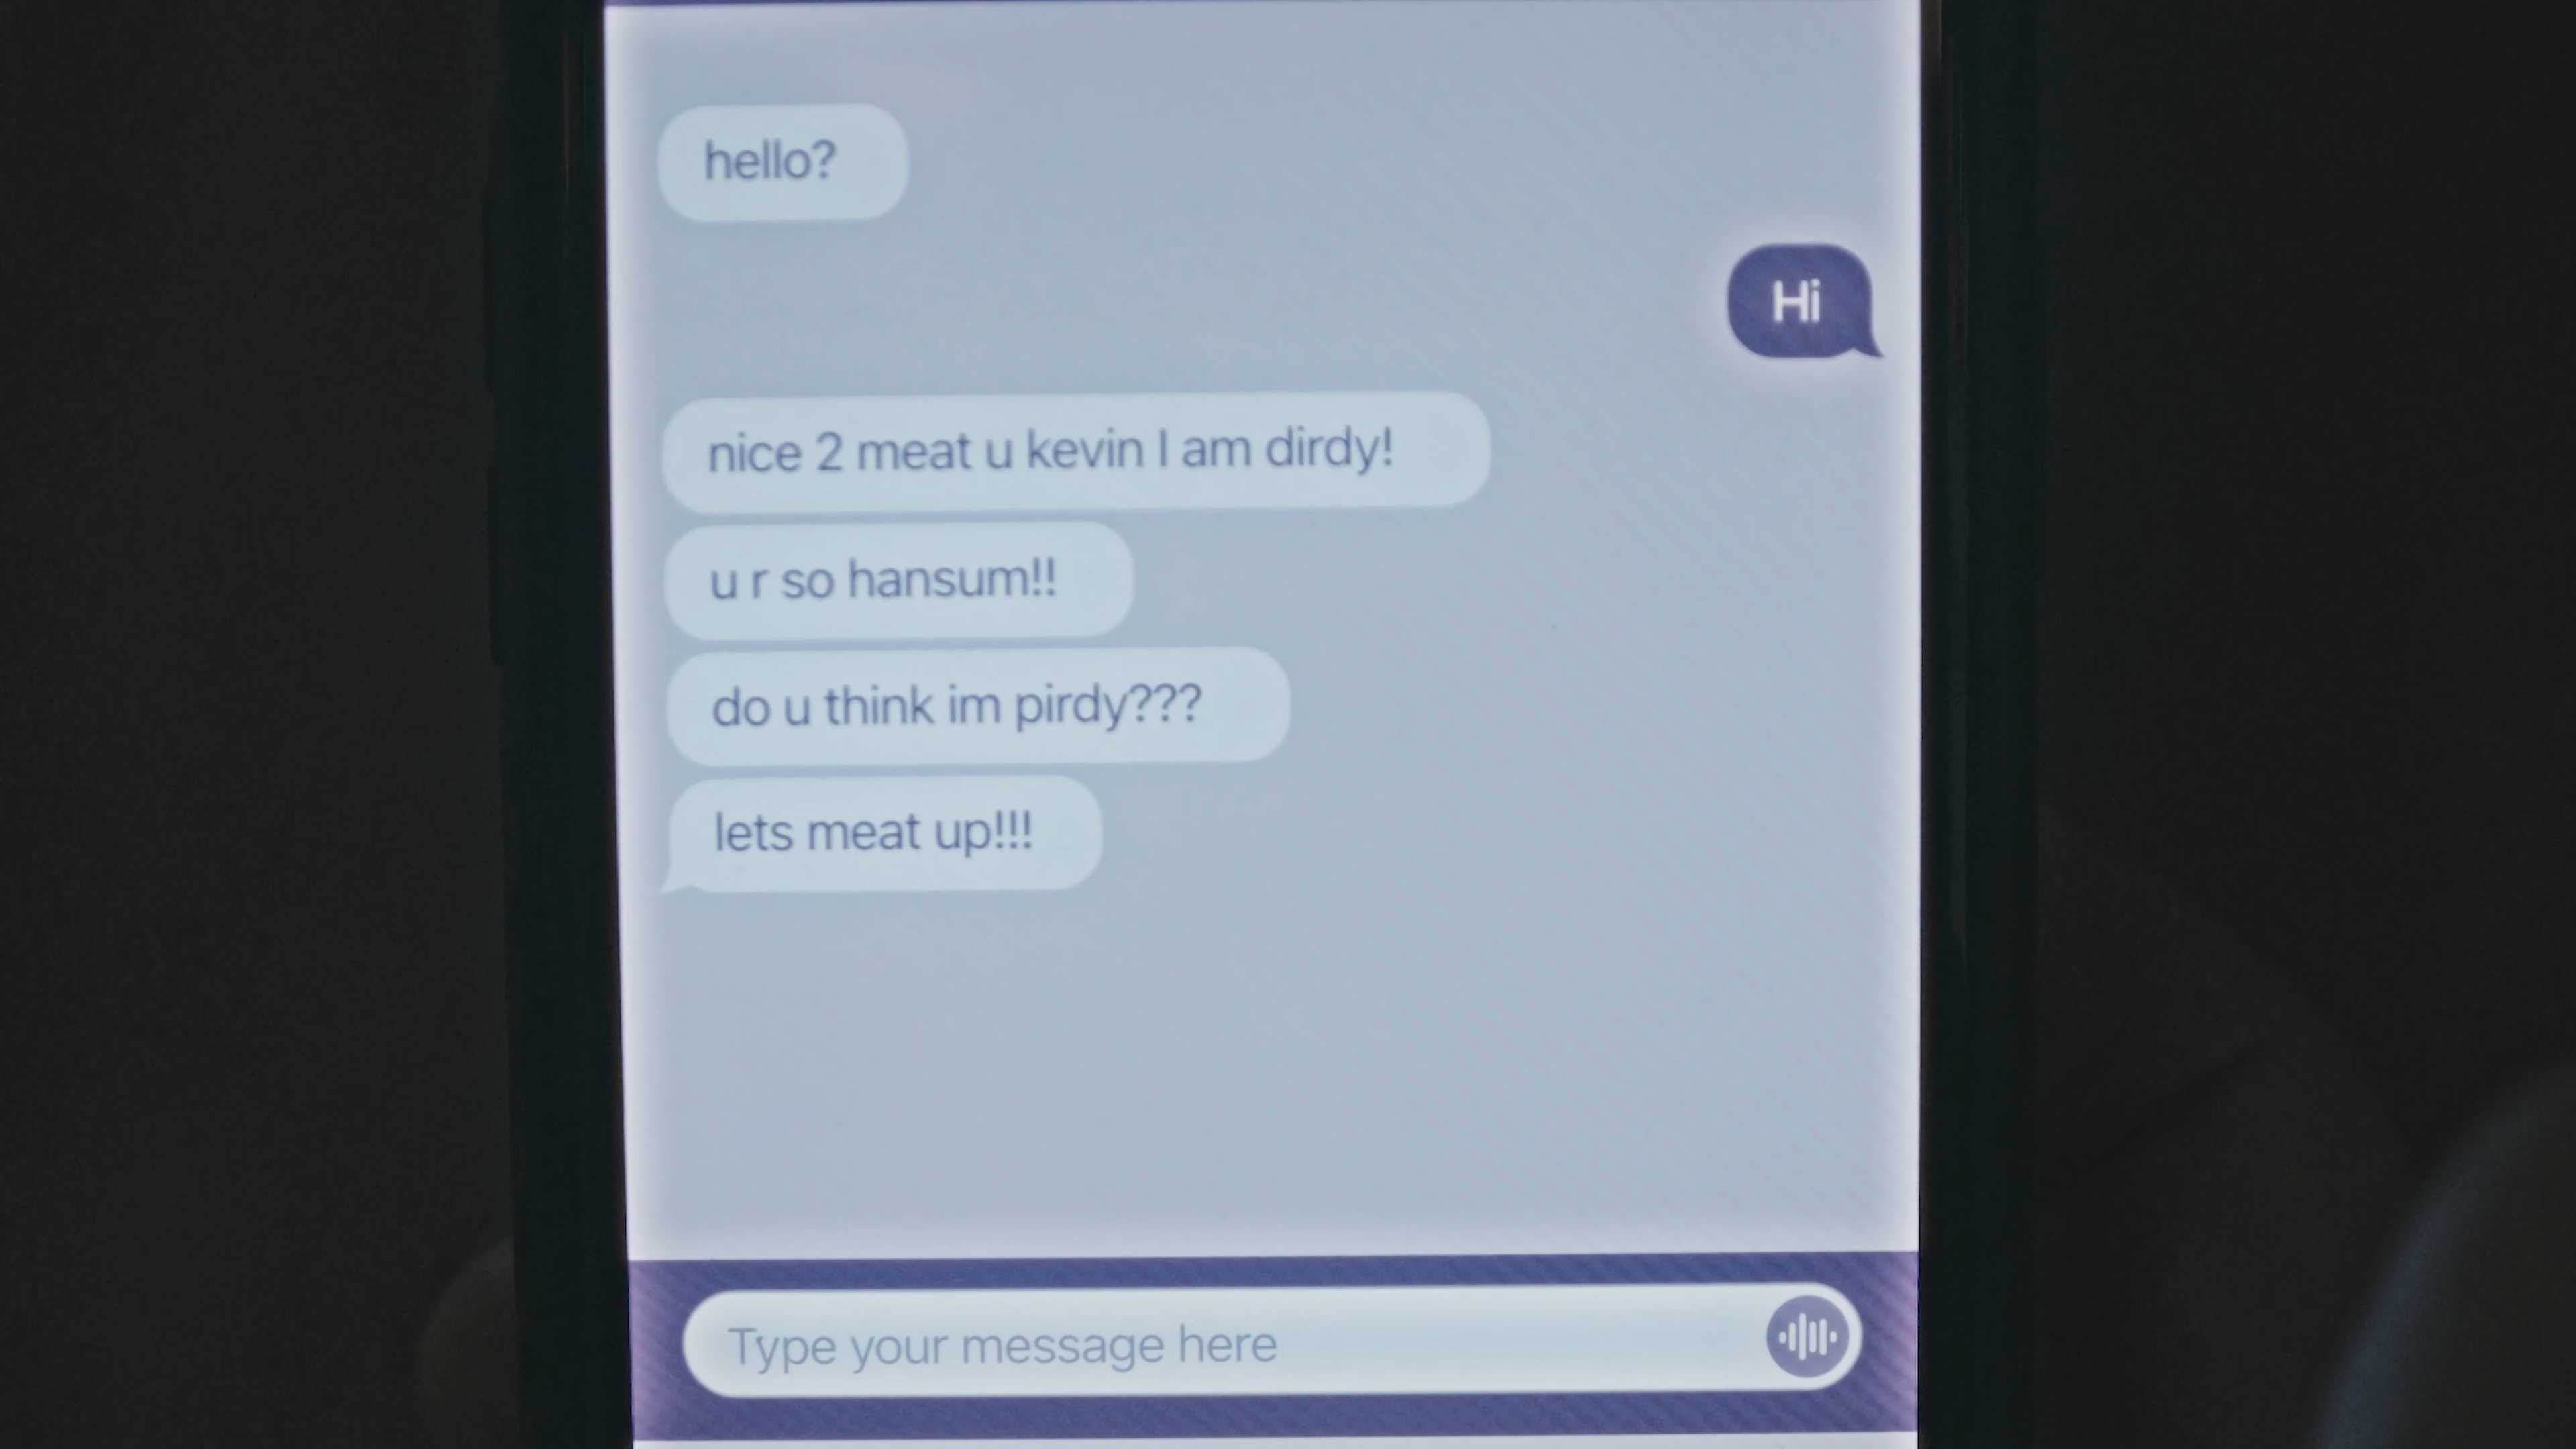 hello?
Hi
nice 2 meat u kevin I am dirdy!
u r so hansum!!
do u think im pirdy???
lets meat up!!!
Type your message here